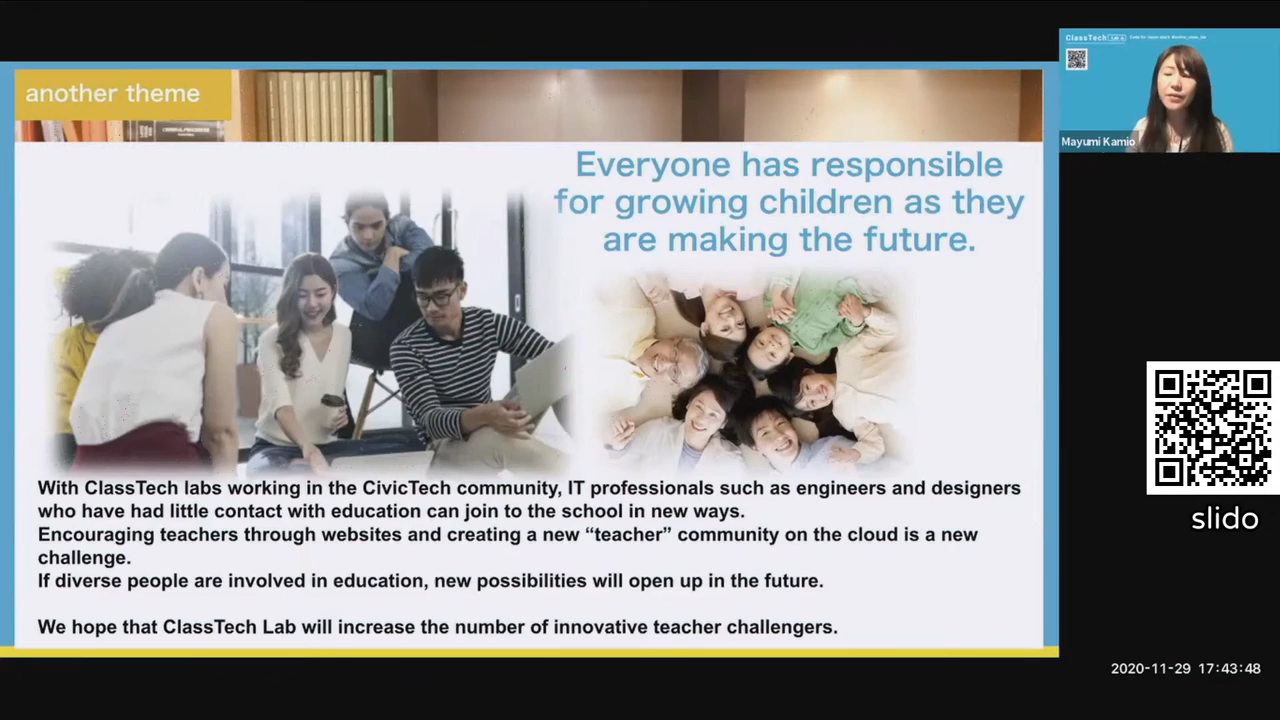 another theme
Everyone has responsible
for growing children as they
are making the future.
With ClassTech labs working in the CivicTech community, IT professionals such as engineers and designers
who have had little contact with education can join to the school in new ways.
Encouraging teachers through websites and creating a new “teacher” community on the cloud is a new
challenge.
If diverse people are involved in education, new possibilities will open up in the future.
We hope that ClassTech Lab will increase the number of innovative teacher challengers.
ClassTech
Mayumi Kamio
slido
2020-11-29 17:43:48